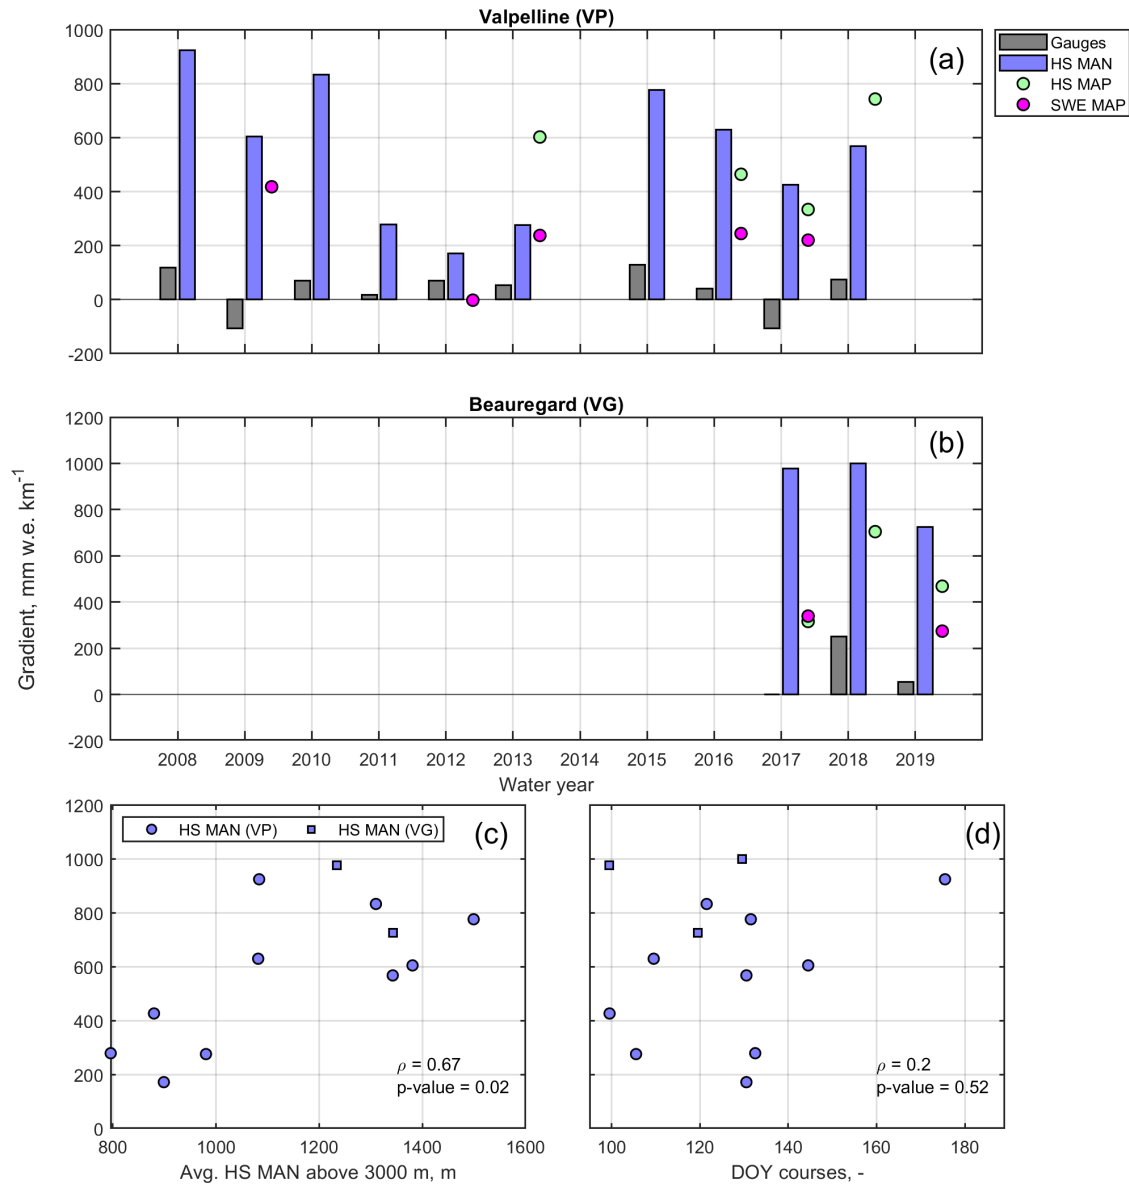 Valpelline (VP)
1000
800
600
400
200
0
-200
(a)
Gauges
HS MAN
HS MAP
SWE MAP
Beauregard (VG)
1200
1000
800
600
400
200
0
-200
(b)
Gradient, mm w.e. km-1
2008 2009 2010 2011 2012 2013 2014 2015 2016 2017 2018 2019
Water year
1200
1000
800
600
400
200
0
HS MAN (VP) HS MAN (VG)
(c)
ρ = 0.67
p-value = 0.02
800 1000 1200 1400 1600
Avg. HS MAN above 3000 m, m
(d)
ρ = 0.2
p-value = 0.52
100 120 140 160 180
DOY courses, -